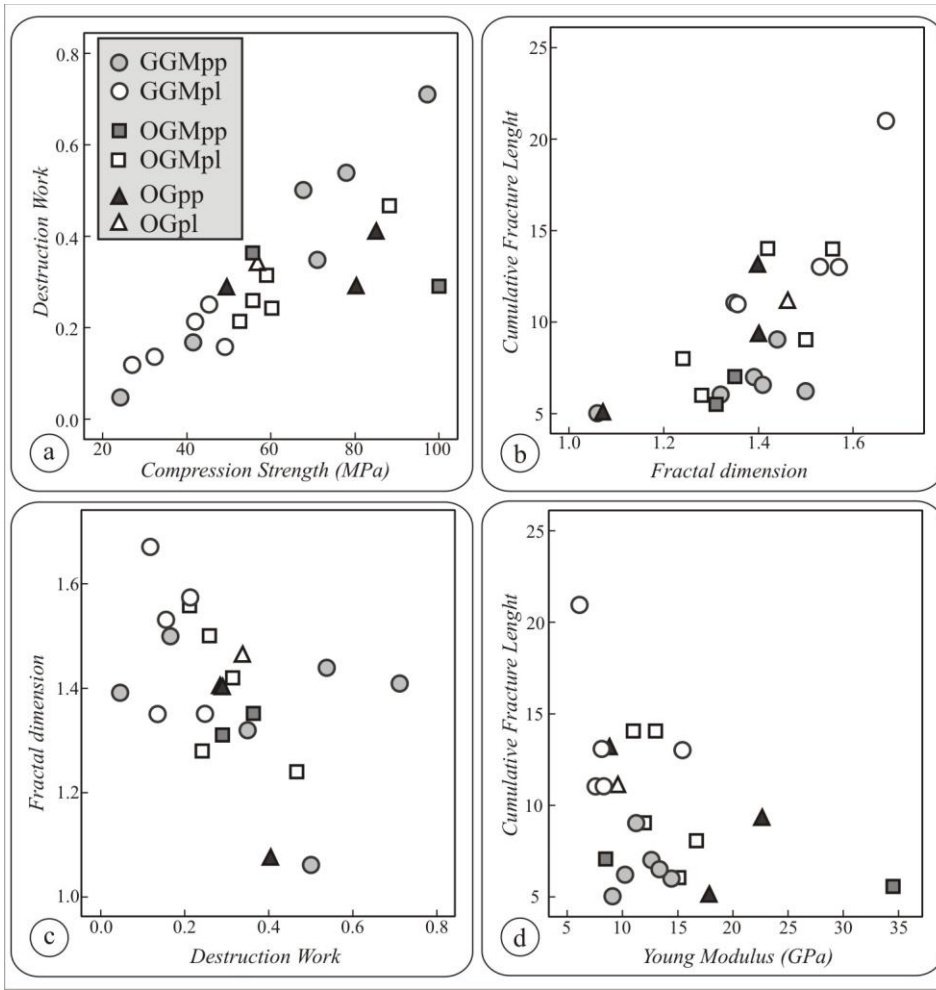 0.8
0.6
0.4
0.2
0.0
Destruction Work
GGMpp
GGMpl
OGMpp
OGMpl
OGpp
OGpl
20 40 60 80 100
Compression Strength (MPa)
a
25
20
15
10
5
Cumulative Fracture Lenght
1.0 1.2 1.4 1.6
Fractal dimension
b
1.6
1.4
1.2
1.0
Fractal dimension
0.0 0.2 0.4 0.6 0.8
Destruction Work
c
25
20
15
10
5
Cumulative Fracture Lenght
5 10 15 20 25 30 35
Young Modulus (GPa)
d